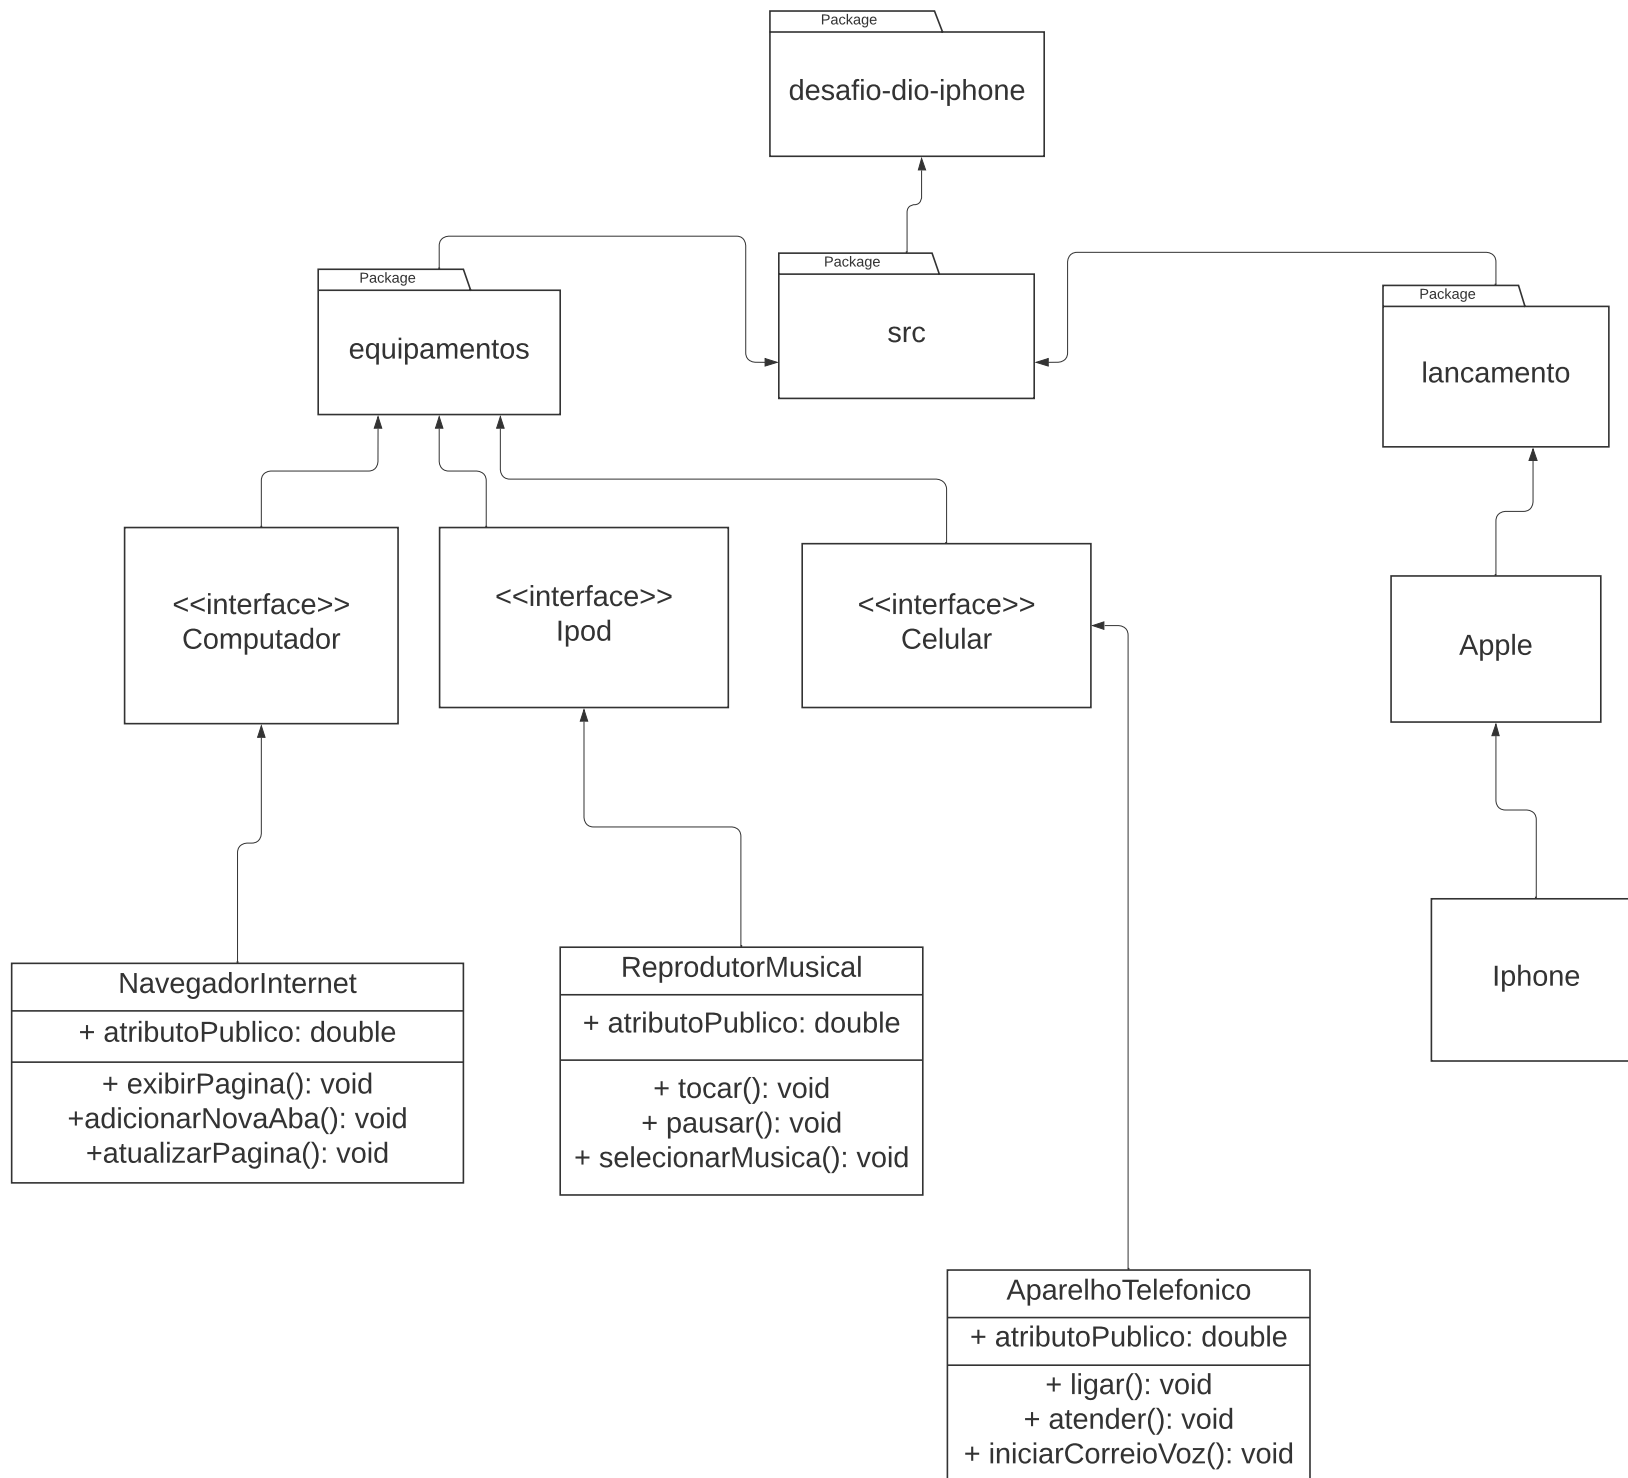 Package
desafio-dio-iphone
Package
src
Package
equipamentos
Package
lancamento
<<interface>>
Computador
<<interface>>
Ipod
<<interface>>
Celular
Apple
Iphone
NavegadorInternet
+ atributoPublico: double
+ exibirPagina(): void
+adicionarNovaAba(): void
+atualizarPagina(): void
ReprodutorMusical
+ atributoPublico: double
+ tocar(): void
+ pausar(): void
+ selecionarMusica(): void
AparelhoTelefonico
+ atributoPublico: double
+ ligar(): void
+ atender(): void
+ iniciarCorreioVoz(): void